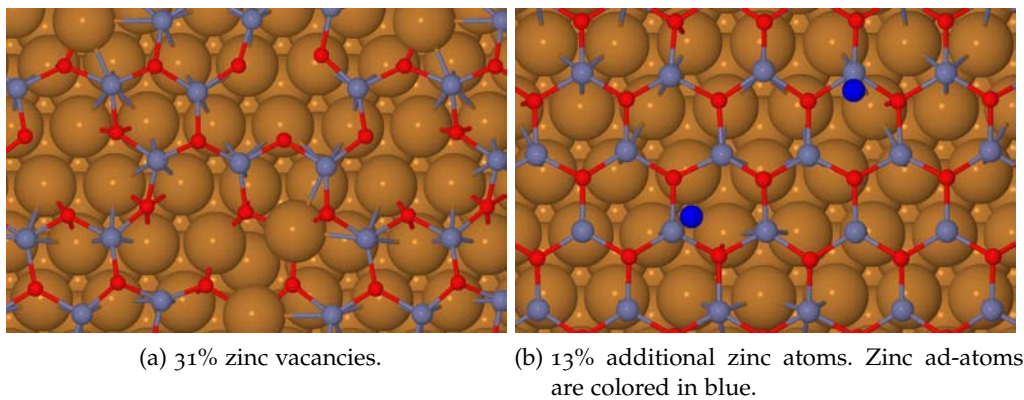 (a) 31% zinc vacancies.
(b) 13% additional zinc atoms. Zinc ad-atoms
are colored in blue.